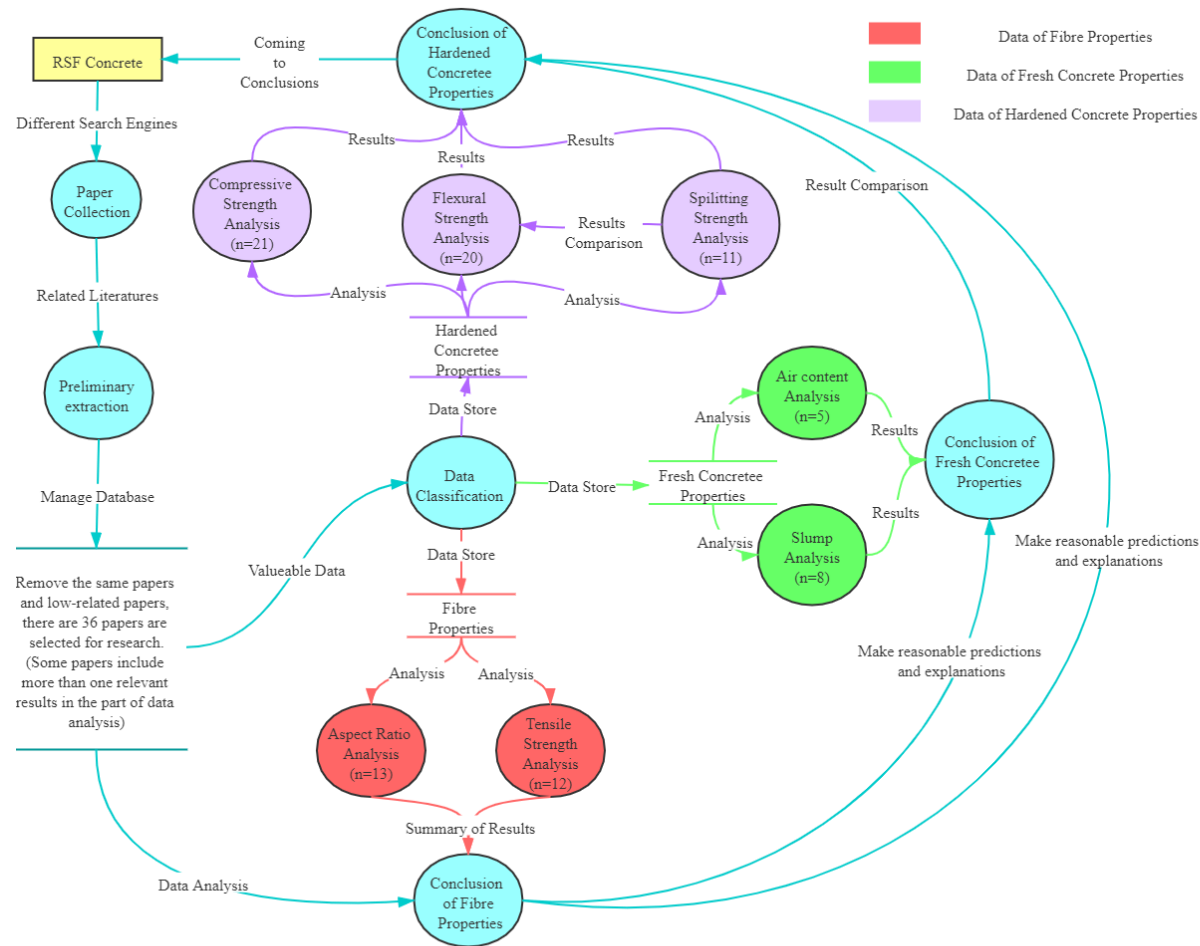 RSF Concrete
Coming
to
Conclusions
Conclusion of
Hardened
Concretee
Properties
Data of Fibre Properties
Data of Fresh Concrete Properties
Data of Hardened Concrete Properties
Different Search Engines
Results
Results
Results
Paper
Collection
Compressive
Strength
Analysis
(n=21)
Flexural
Strength
Analysis
(n=20)
Results
Comparison
Spilitting
Strength
Analysis
(n=11)
Result Comparison
Related Literatures
Analysis
Analysis
Hardened
Concretee
Properties
Preliminary
extraction
Data Store
Air content
Analysis
(n=5)
Analysis
Results
Manage Database
Data
Classification
Data Store
Fresh Concretee
Properties
Conclusion of
Fresh Concretee
Properties
Analysis
Results
Slump
Analysis
(n=8)
Make reasonable predictions
and explanations
Valueable Data
Data Store
Remove the same papers
and low-related papers,
there are 36 papers are
selected for research.
(Some papers include
more than one relevant
results in the part of data
analysis)
Fibre
Properties
Make reasonable predictions
and explanations
Analysis
Analysis
Aspect Ratio
Analysis
(n=13)
Tensile
Strength
Analysis
(n=12)
Summary of Results
Data Analysis
Conclusion
of Fibre
Properties